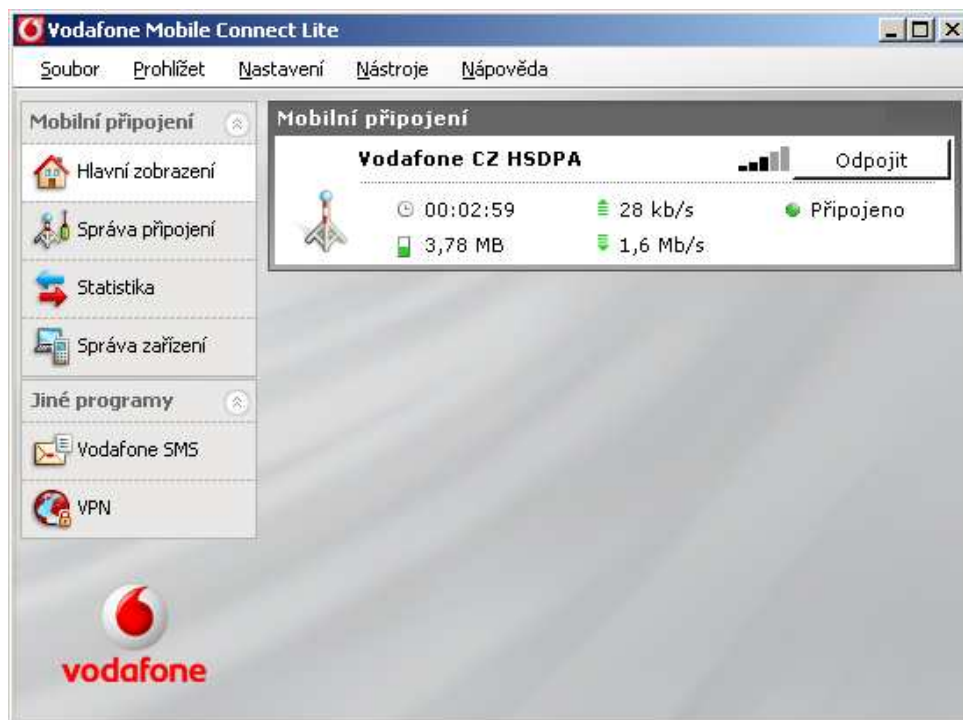 Vodafone Mobile Connect Lite
Soubor Prohlížet Nastavení Nástroje Nápověda
Mobilní připojení
Hlavní zobrazení
Správa připojení
Statistika
Správa zařízení
Jiné programy
Vodafone SMS
VPN
vodafone
Mobilní připojení
Vodafone CZ HSDPA Odpojit
00:02:59 28 kb/s Připojeno
3,78 MB 1,6 Mb/s